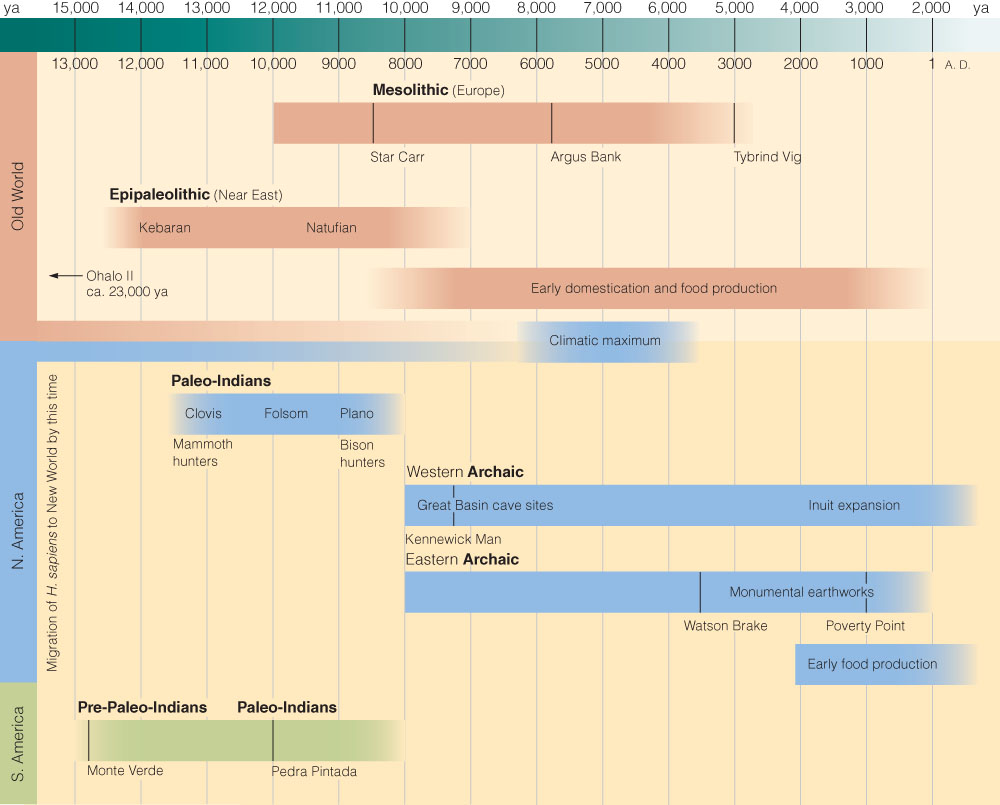 ya 15,000 14,000 13,000 12,000 11,000 10,000 9,000 8,000 7,000 6,000 5,000 4,000 3,000 2,000 ya
13,000 12,000 11,000 10,000 9000 8000 7000 6000 5000 4000 3000 2000 1000 1 A. D.
Old World
Mesolithic (Europe)
Star Carr Argus Bank Tybrind Vig
Epipaleolithic (Near East)
Kebaran Natufian
Ohalo II
ca. 23,000 ya
Early domestication and food production
Climatic maximum
N. America
Migration of H. sapiens to New World by this time
Paleo-Indians
Clovis Folsom Plano
Mammoth
hunters
Bison
hunters
Western Archaic
Great Basin cave sites Inuit expansion
Kennewick Man
Eastern Archaic
Monumental earthworks
Watson Brake Poverty Point
Early food production
S. America
Pre-Paleo-Indians Paleo-Indians
Monte Verde Pedra Pintada